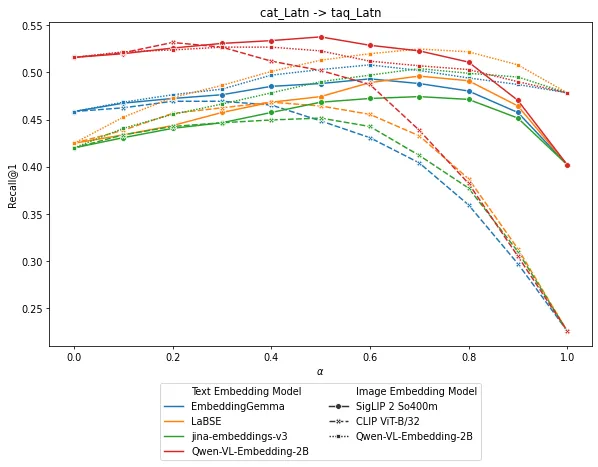 cat_Latn -> taq_Latn
Recall@1
0.55
0.50
0.45
0.40
0.35
0.30
0.25
0.0 0.2 0.4 0.6 0.8 1.0
α
Text Embedding Model Image Embedding Model
EmbeddingGemma SigLIP 2 So400m
LaBSE CLIP ViT-B/32
jina-embeddings-v3 Qwen-VL-Embedding-2B
Qwen-VL-Embedding-2B